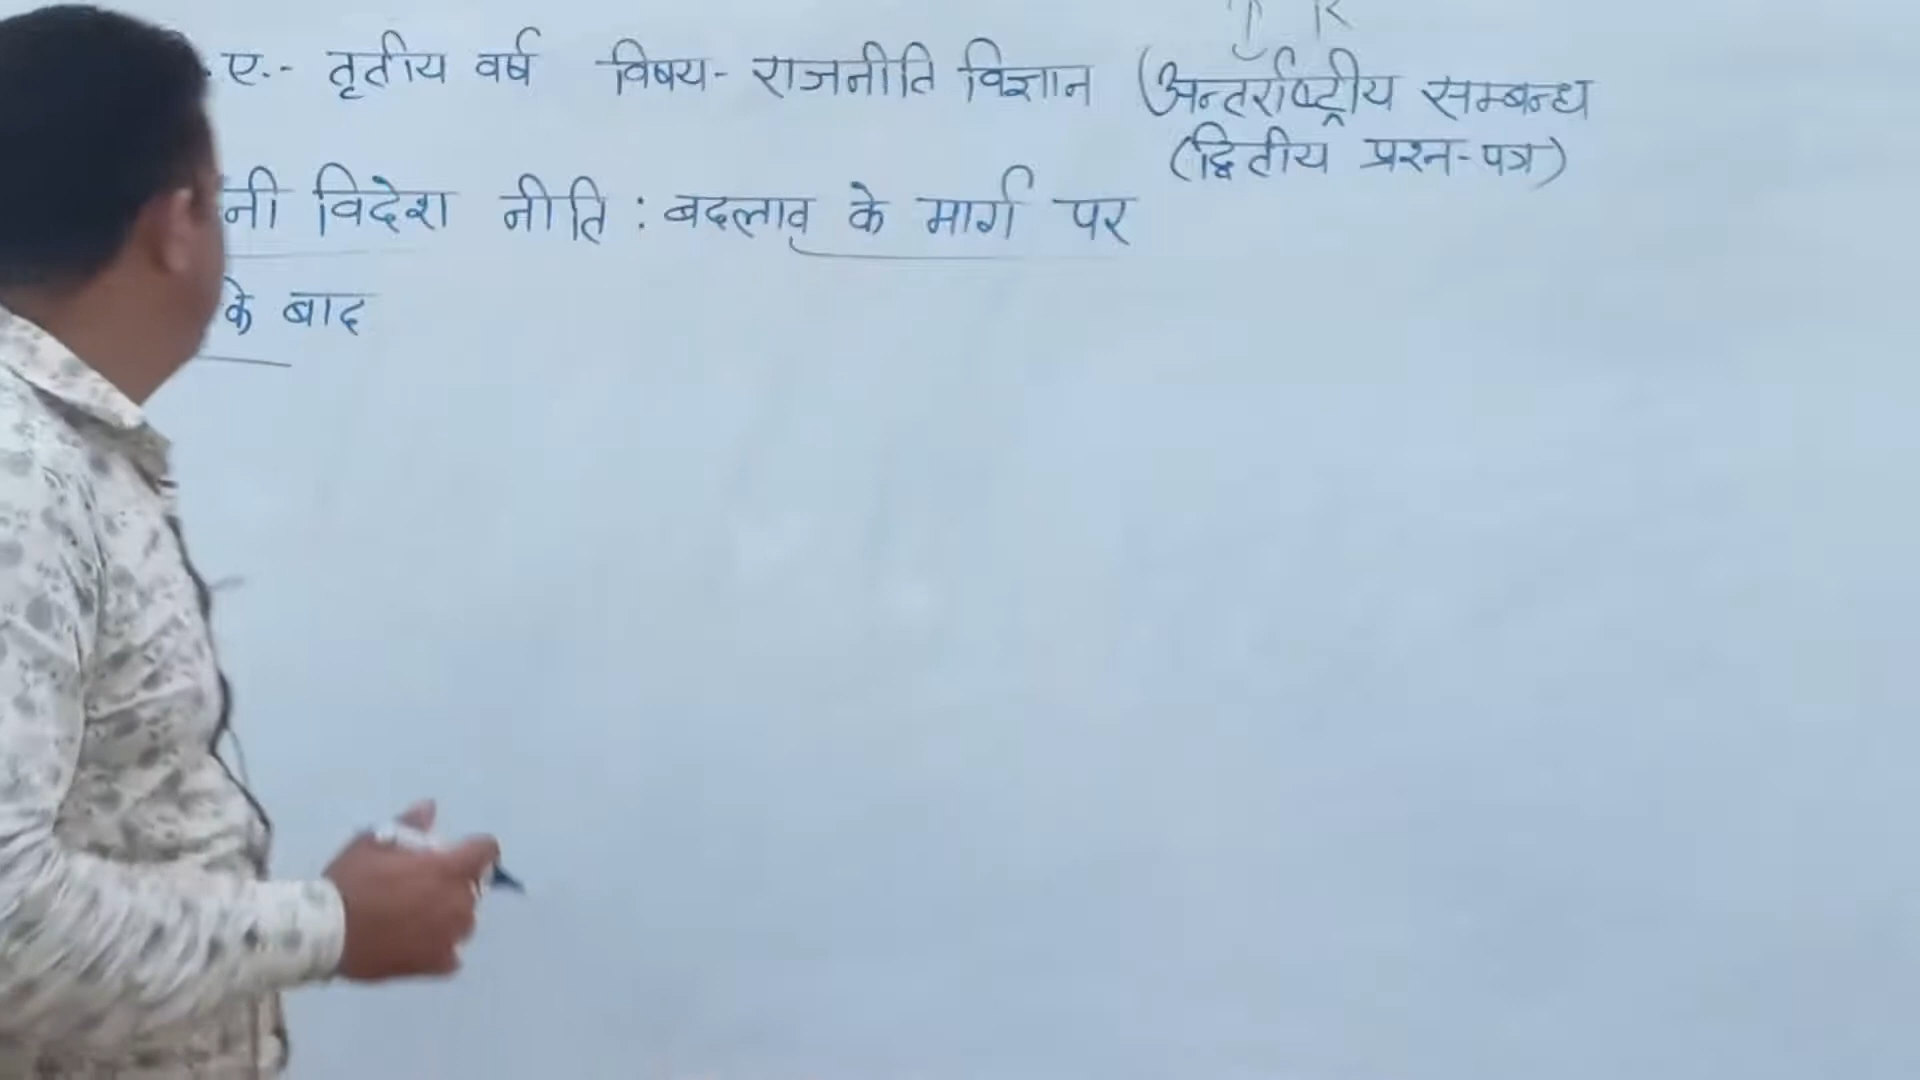 ए.- तृतीय वर्ष विषय- राजनीति विज्ञान (अन्तर्राष्ट्रीय सम्बन्ध
(द्वितीय प्रश्न-पत्र)
नी विदेश नीति : बदलाव के मार्ग पर
के बाद